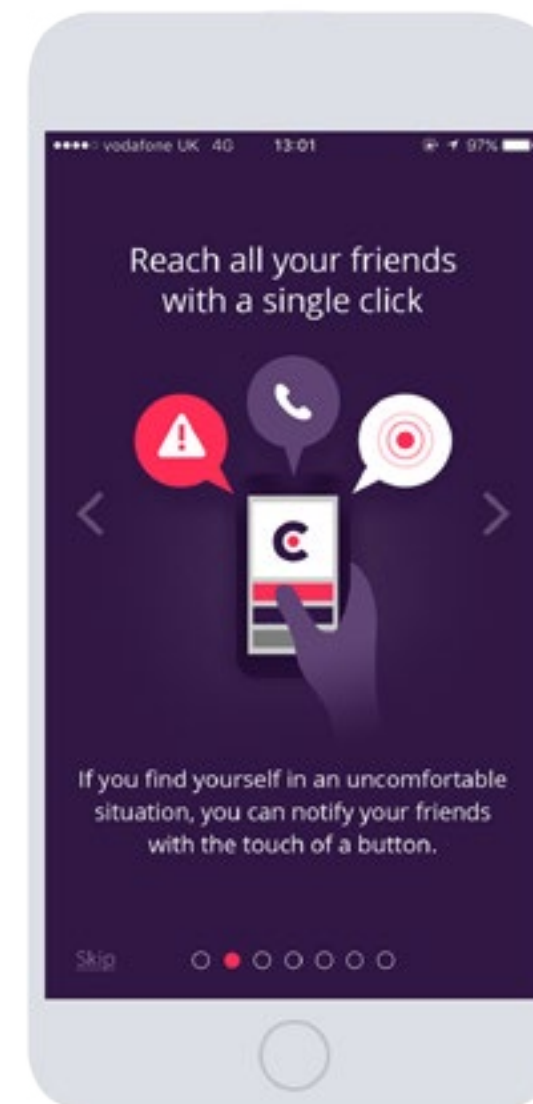 vodafone UK 4G 13:01 97%
Reach all your friends
with a single click
If you find yourself in an uncomfortable
situation, you can notify your friends
with the touch of a button.
Skip